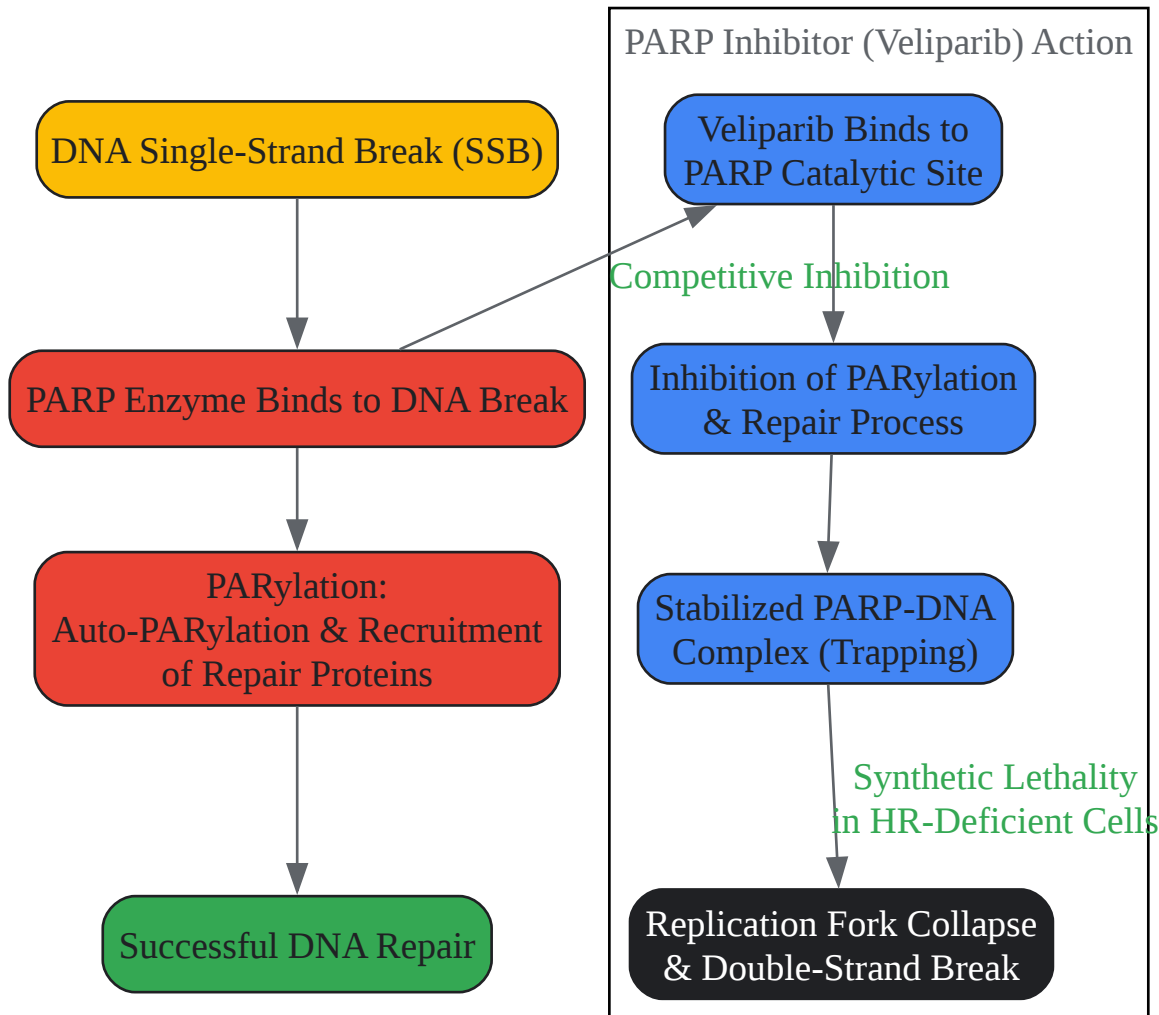 PARP Inhibitor (Veliparib) Action
DNA Single-Strand Break (SSB)
Veliparib Binds to
PARP Catalytic Site
Competitive Inhibition
PARP Enzyme Binds to DNA Break
Inhibition of PARylation
& Repair Process
PARylation:
Auto-PARylation & Recruitment
of Repair Proteins
Stabilized PARP-DNA
Complex (Trapping)
Synthetic Lethality
in HR-Deficient Cells
Successful DNA Repair
Replication Fork Collapse
& Double-Strand Break